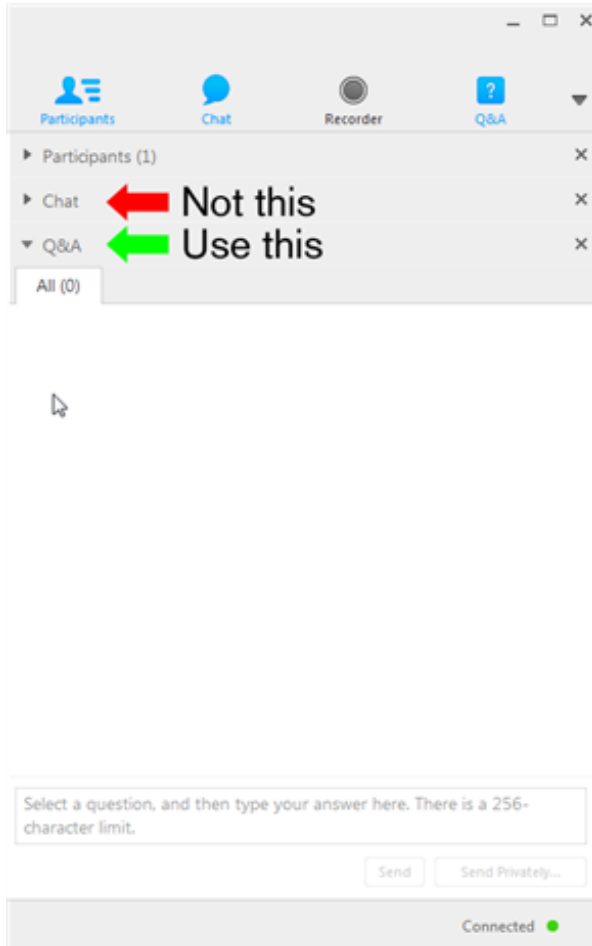 Participants Chat Recorder Q&A
Participants (1)
Chat Not this
Q&A Use this
All (0)
Select a question, and then type your answer here. There is a 256-
character limit.
Send Send Privately...
Connected